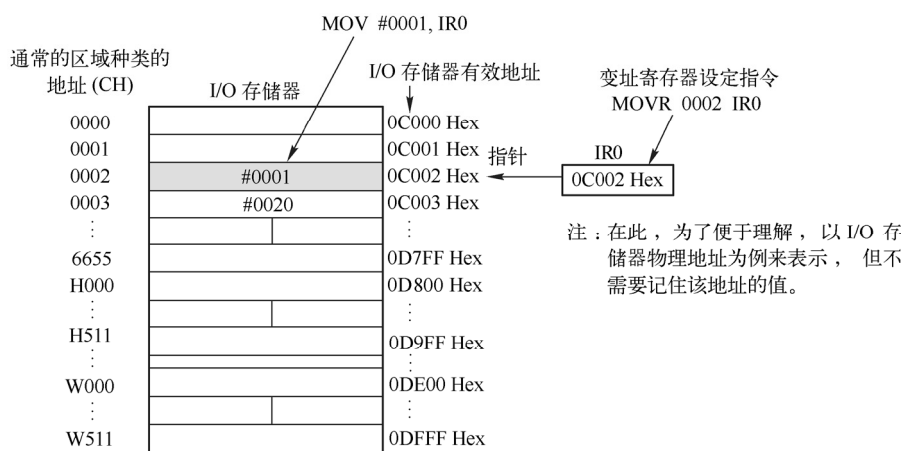 MOV #0001, IR0
通常的区域种类的
地址 (CH)
I/O 存储器
I/O 存储器有效地址
变址寄存器设定指令
MOVR 0002 IR0
0000
0C000 Hex
0001
0C001 Hex
指针
IR0
0002
#0001
0C002 Hex
0C002 Hex
0003
#0020
0C003 Hex
⋮
⋮
注：在此，为了便于理解，以 I/O 存
储器物理地址为例来表示， 但不
需要记住该地址的值。
6655
0D7FF Hex
H000
0D800 Hex
⋮
⋮
H511
0D9FF Hex
⋮
⋮
W000
0DE00 Hex
⋮
⋮
W511
0DFFF Hex